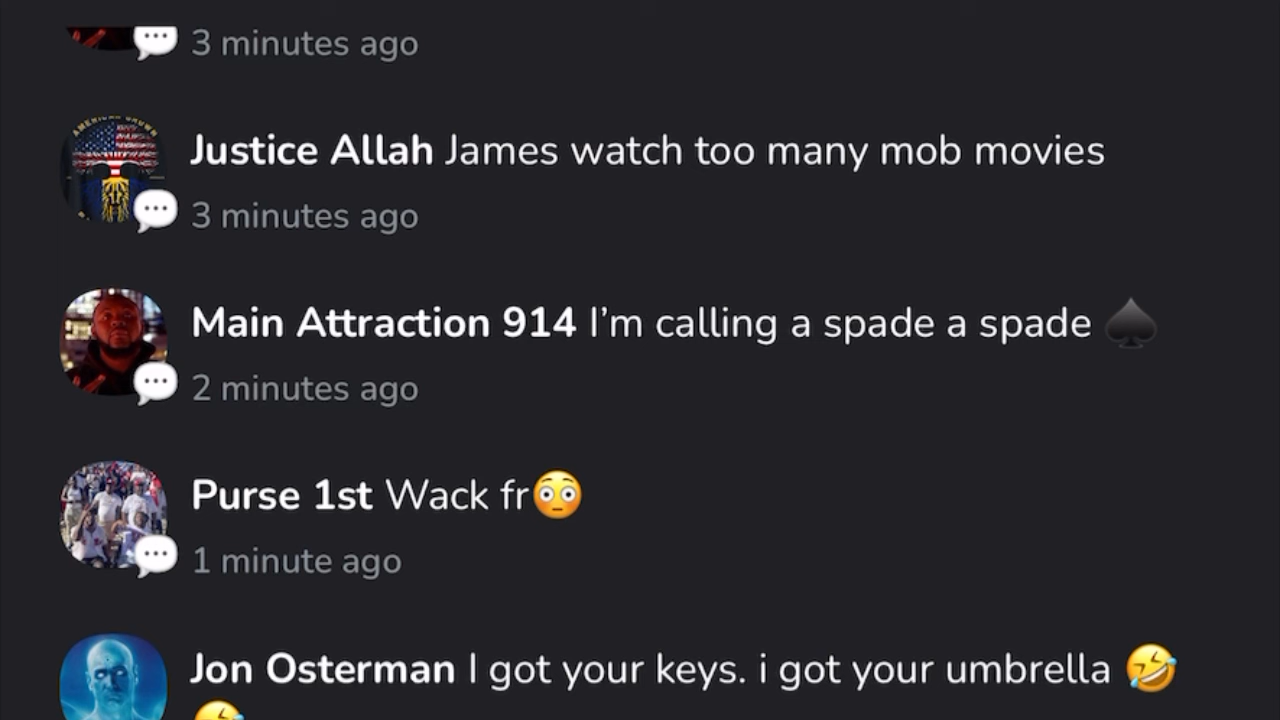 3 minutes ago
Justice Allah James watch too many mob movies
3 minutes ago
Main Attraction 914 I’m calling a spade a spade ♠️
2 minutes ago
Purse 1st Wack fr😳
1 minute ago
Jon Osterman I got your keys. i got your umbrella 🤣
🤣